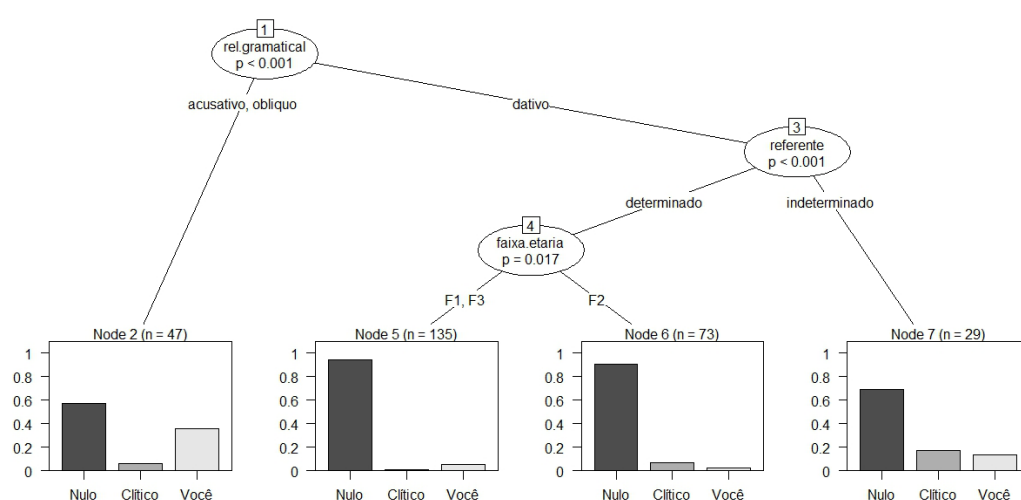 1
rel.gramatical
p < 0.001
acusativo, obliquo
dativo
3
referente
p < 0.001
determinado
indeterminado
4
faixa.etaria
p = 0.017
F1, F3
F2
Node 2 (n = 47)
1
0.8
0.6
0.4
0.2
0
Nulo Clítico Você
Node 5 (n = 135)
1
0.8
0.6
0.4
0.2
0
Nulo Clítico Você
Node 6 (n = 73)
1
0.8
0.6
0.4
0.2
0
Nulo Clítico Você
Node 7 (n = 29)
1
0.8
0.6
0.4
0.2
0
Nulo Clítico Você